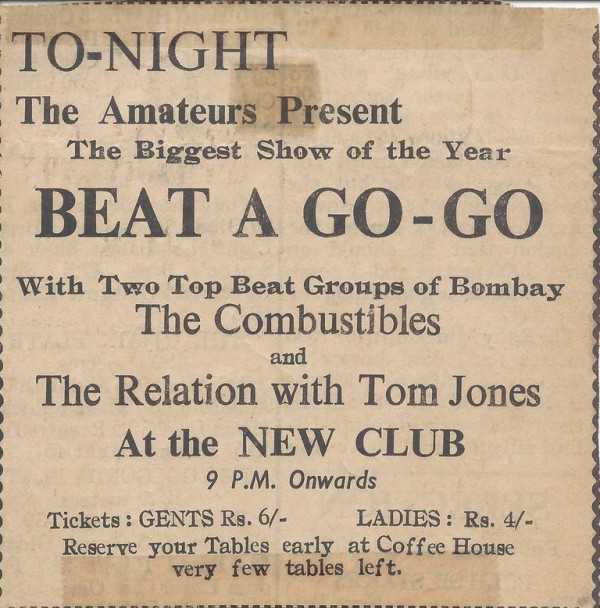 TO-NIGHT
The Amateurs Present
The Biggest Show of the Year
BEAT A GO-GO
With Two Top Beat Groups of Bombay
The Combustibles
and
The Relation with Tom Jones
At the NEW CLUB
9 P.M. Onwards
Tickets : GENTS Rs. 6/- LADIES : Rs. 4/-
Reserve your Tables early at Coffee House
very few tables left.